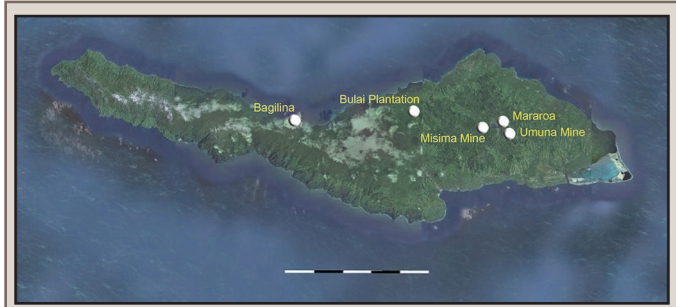 Bagilina
Bulai Plantation
Mararoa
Misima Mine
Umuna Mine